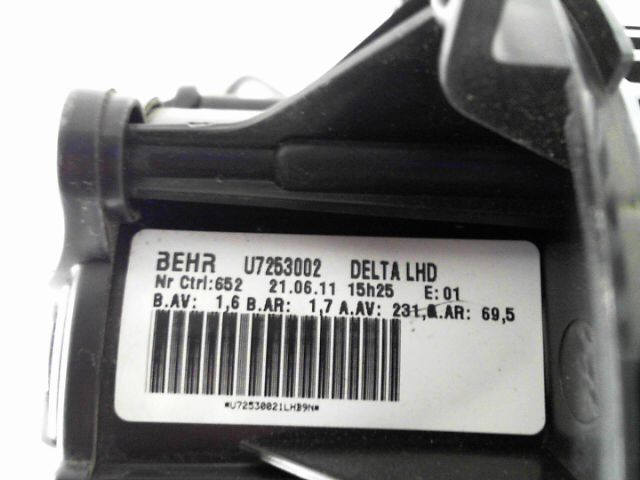 BEHR U7253002 DELTA LHD
Nr Ctrl:652 21.06.11 15h25 E:01
B.AV: 1,6 B.AR: 1,7 A.AV: 231, A.AR: 69,5
*U72530021LHB9N*